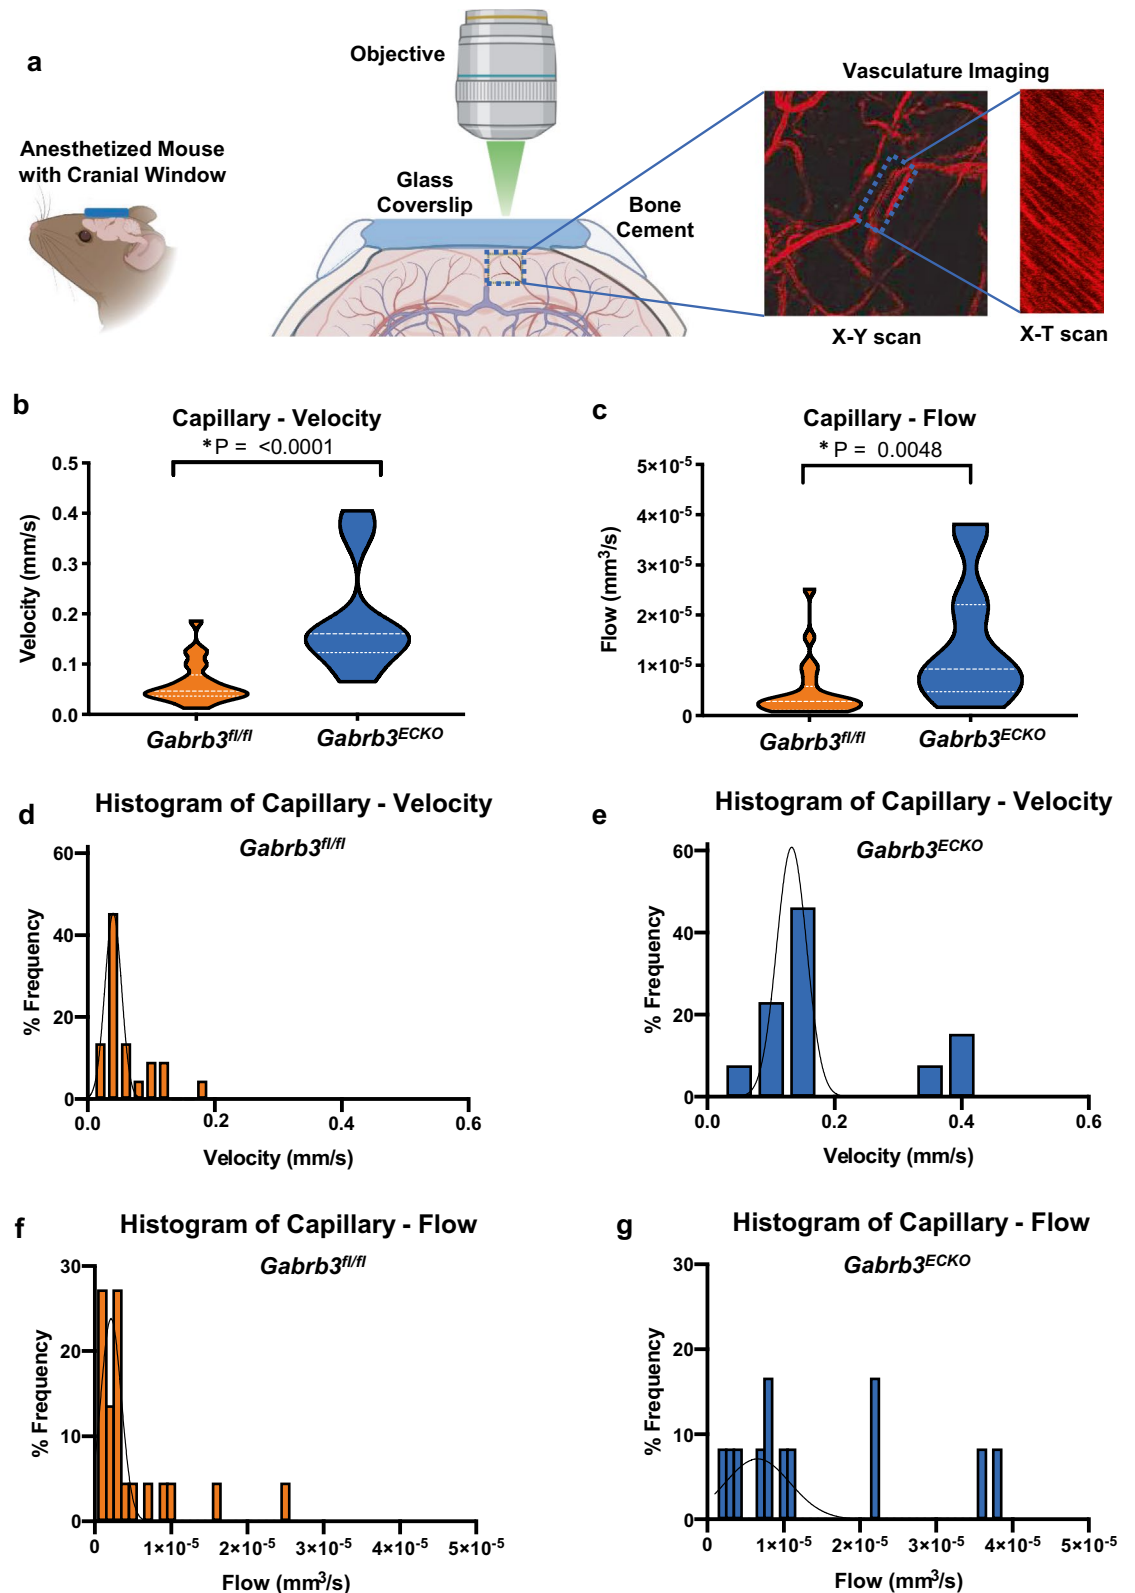 a
Objective
Vasculature Imaging
Anesthetized Mouse
with Cranial Window
Glass
Coverslip
Bone
Cement
X-Y scan
X-T scan
b
Capillary - Velocity
*P = <0.0001
Velocity (mm/s)
0.5
0.4
0.3
0.2
0.1
0.0
Gabrb3fl/fl
Gabrb3ECKO
c
Capillary - Flow
*P = 0.0048
Flow (mm³/s)
5×10⁻⁵
4×10⁻⁵
3×10⁻⁵
2×10⁻⁵
1×10⁻⁵
0
Gabrb3fl/fl
Gabrb3ECKO
d
Histogram of Capillary - Velocity
Gabrb3fl/fl
% Frequency
60
40
20
0
0.0 0.2 0.4 0.6
Velocity (mm/s)
e
Histogram of Capillary - Velocity
Gabrb3ECKO
% Frequency
60
40
20
0
0.0 0.2 0.4 0.6
Velocity (mm/s)
f
Histogram of Capillary - Flow
Gabrb3fl/fl
% Frequency
30
20
10
0
0 1×10⁻⁵ 2×10⁻⁵ 3×10⁻⁵ 4×10⁻⁵ 5×10⁻⁵
Flow (mm³/s)
g
Histogram of Capillary - Flow
Gabrb3ECKO
% Frequency
30
20
10
0
0 1×10⁻⁵ 2×10⁻⁵ 3×10⁻⁵ 4×10⁻⁵ 5×10⁻⁵
Flow (mm³/s)